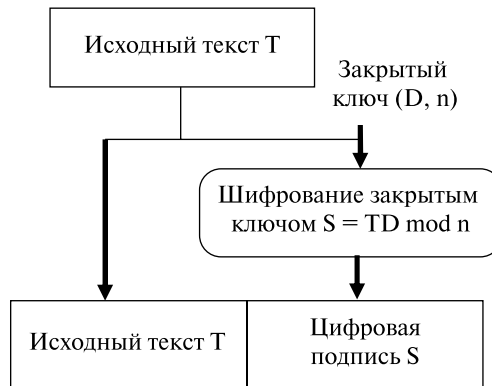 Исходный текст T
Закрытый
ключ (D, n)
Шифрование закрытым
ключом S = TD mod n
Исходный текст T
Цифровая
подпись S